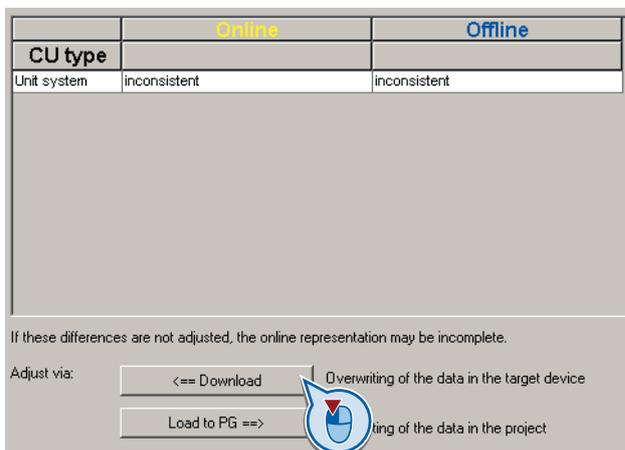 Online Offline
CU type
Unit system inconsistent inconsistent
If these differences are not adjusted, the online representation may be incomplete.
Adjust via: <== Download Overwriting of the data in the target device
Load to PG ==> ting of the data in the project